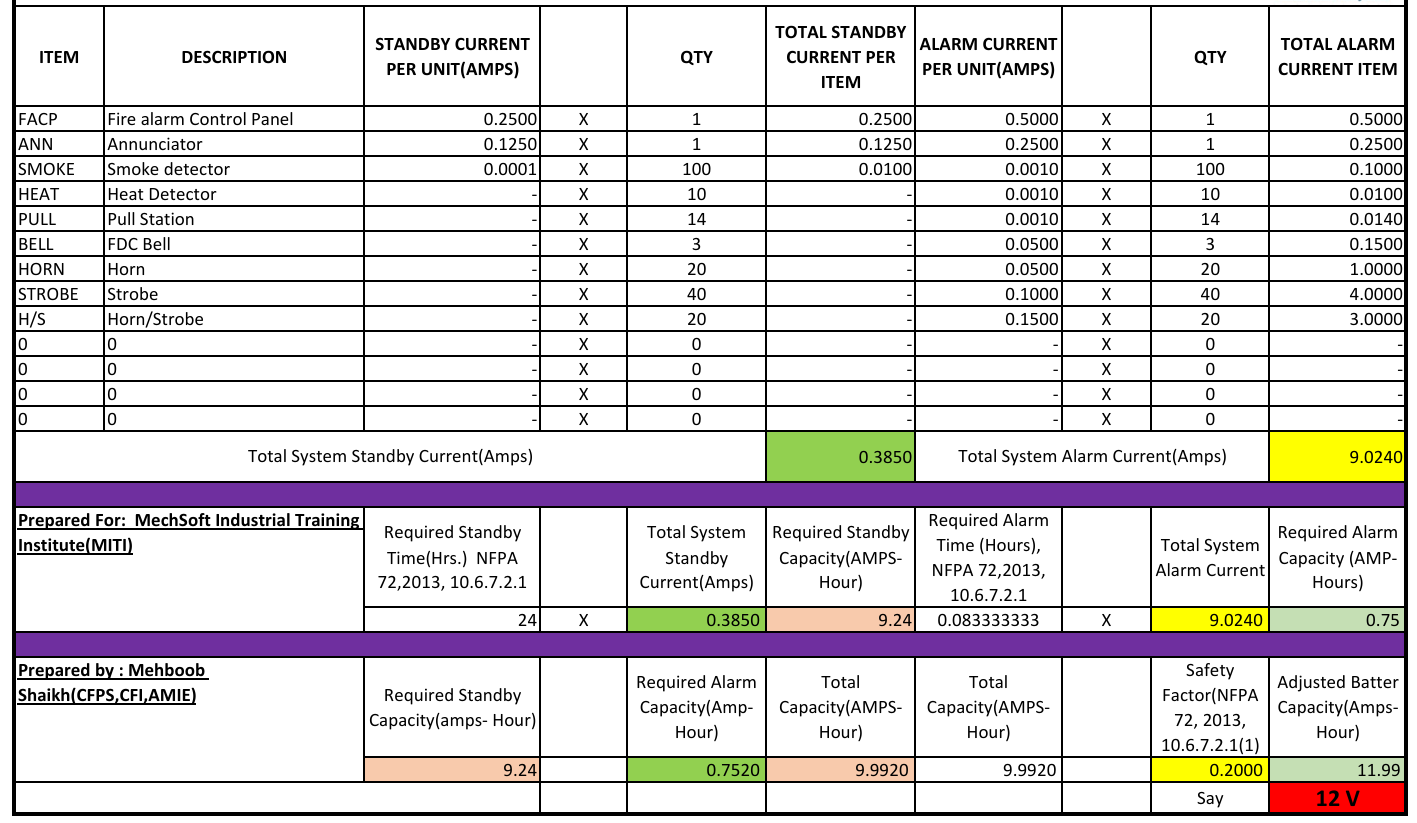 ITEM DESCRIPTION STANDBY CURRENT PER UNIT(AMPS) QTY TOTAL STANDBY CURRENT PER ITEM ALARM CURRENT PER UNIT(AMPS) QTY TOTAL ALARM CURRENT ITEM
FACP Fire alarm Control Panel 0.2500 X 1 0.2500 0.5000 X 1 0.5000
ANN Annunciator 0.1250 X 1 0.1250 0.2500 X 1 0.2500
SMOKE Smoke detector 0.0001 X 100 0.0100 0.0010 X 100 0.1000
HEAT Heat Detector - X 10 - 0.0010 X 10 0.0100
PULL Pull Station - X 14 - 0.0010 X 14 0.0140
BELL FDC Bell - X 3 - 0.0500 X 3 0.1500
HORN Horn - X 20 - 0.0500 X 20 1.0000
STROBE Strobe - X 40 - 0.1000 X 40 4.0000
H/S Horn/Strobe - X 20 - 0.1500 X 20 3.0000
0 0 - X 0 - - X 0 -
0 0 - X 0 - - X 0 -
0 0 - X 0 - - X 0 -
0 0 - X 0 - - X 0 -
Total System Standby Current(Amps) 0.3850 Total System Alarm Current(Amps) 9.0240
Prepared For: MechSoft Industrial Training
Institute(MITI)
Required Standby
Time(Hrs.) NFPA
72,2013, 10.6.7.2.1
Total System
Standby
Current(Amps)
Required Standby
Capacity(AMPS-
Hour)
Required Alarm
Time (Hours),
NFPA 72,2013,
10.6.7.2.1
Total System
Alarm Current
Required Alarm
Capacity (AMP-
Hours)
24 X 0.3850 9.24 0.083333333 X 9.0240 0.75
Prepared by : Mehboob
Shaikh(CFPS,CFI,AMIE)
Required Standby
Capacity(amps- Hour)
Required Alarm
Capacity(Amp-
Hour)
Total
Capacity(AMPS-
Hour)
Total
Capacity(AMPS-
Hour)
Safety
Factor(NFPA
72, 2013,
10.6.7.2.1(1)
Adjusted Batter
Capacity(Amps-
Hour)
9.24 0.7520 9.9920 9.9920 0.2000 11.99
Say 12 V